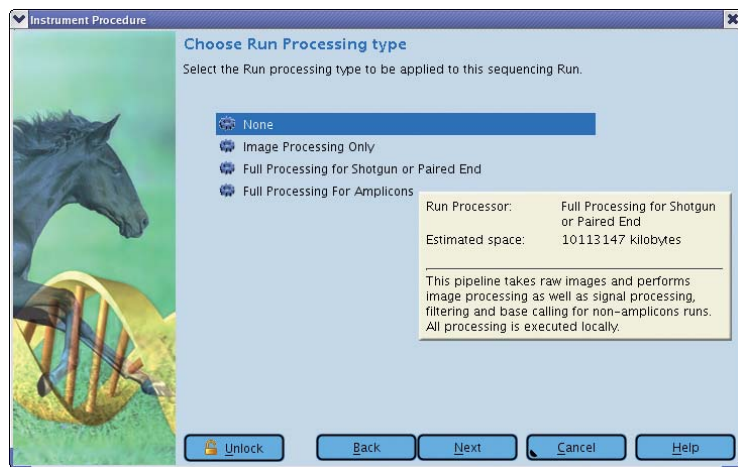 Instrument Procedure
Choose Run Processing type
Select the Run processing type to be applied to this sequencing Run.
None
Image Processing Only
Full Processing for Shotgun or Paired End
Full Processing For Amplicons
Run Processor: Full Processing for Shotgun
or Paired End
Estimated space: 10113147 kilobytes
This pipeline takes raw images and performs
image processing as well as signal processing,
filtering and base calling for non-amplicons runs.
All processing is executed locally.
Unlock Back Next Cancel Help